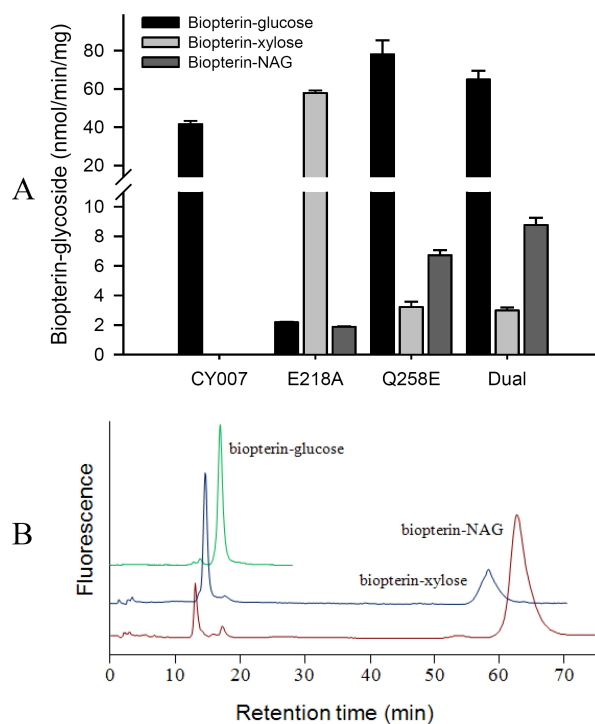 A
Biopterin-glycoside (nmol/min/mg)
Biopterin-glucose
Biopterin-xylose
Biopterin-NAG
80
60
40
20
10
8
6
4
2
0
CY007 E218A Q258E Dual
B
Fluorescence
biopterin-glucose
biopterin-NAG
biopterin-xylose
0 10 20 30 40 50 60 70
Retention time (min)